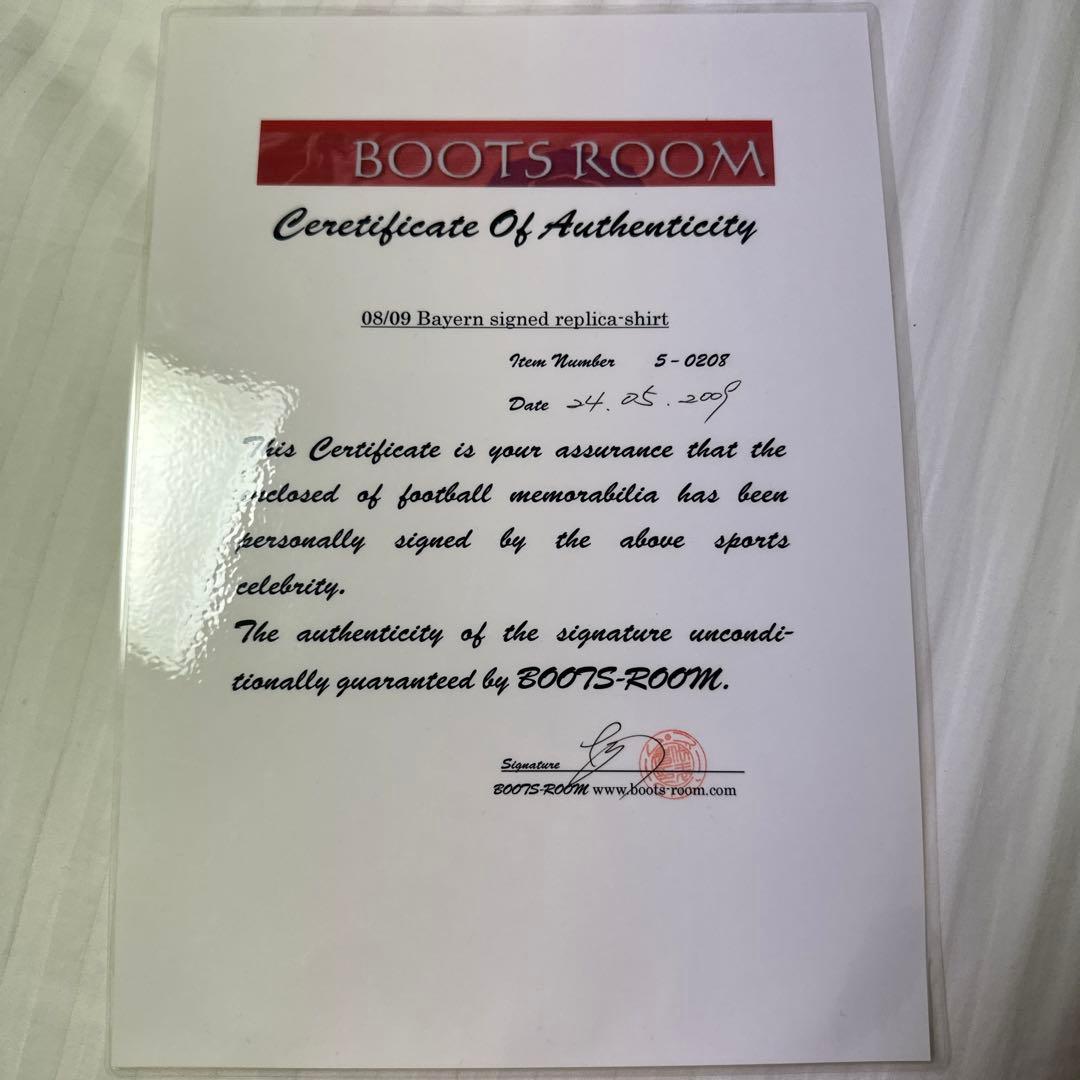 BOOTS ROOM
Ceretificate Of Authenticity
08/09 Bayern signed replica-shirt
Item Number 5-0208
Date 24.05.2009
This Certificate is your assurance that the
enclosed of football memorabilia has been
personally signed by the above sports
celebrity.
The authenticity of the signature uncondi-
tionally guaranteed by BOOTS-ROOM.
Signature
BOOTS-ROOM www.boots-room.com